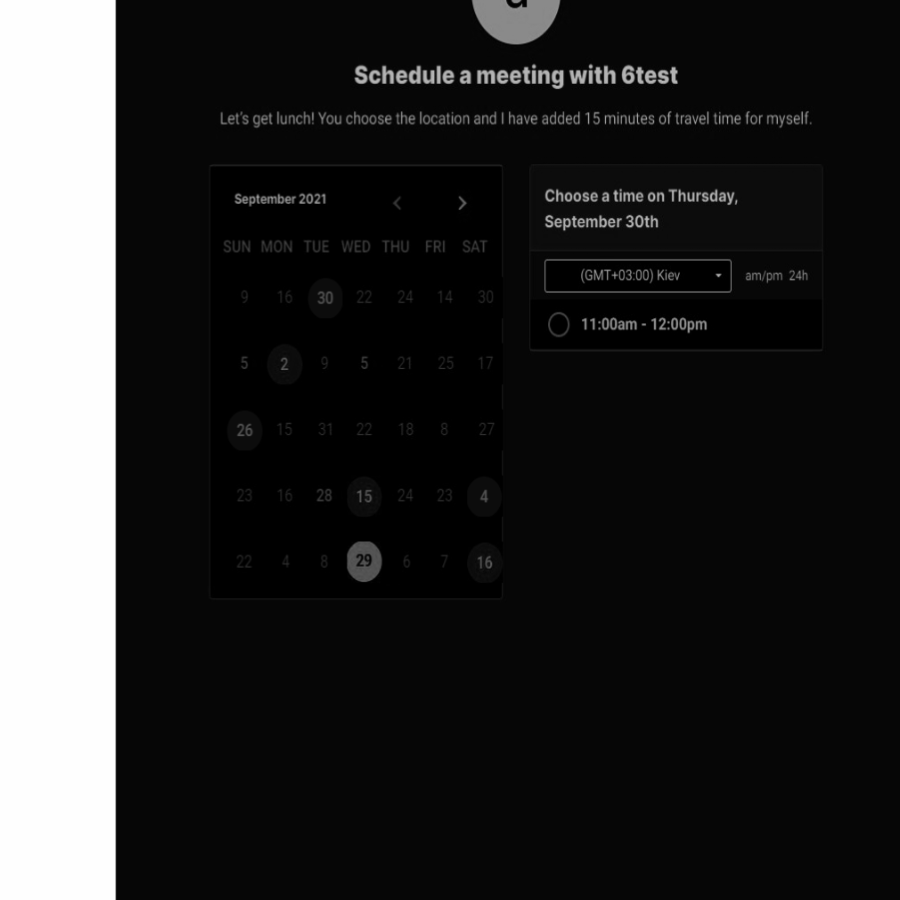 a
Schedule a meeting with 6test
Let's get lunch! You choose the location and I have added 15 minutes of travel time for myself.
September 2021
SUN MON TUE WED THU FRI SAT
9 16 30 22 24 14 30
5 2 9 5 21 25 17
26 15 31 22 18 8 27
23 16 28 15 24 23 4
22 4 8 29 6 7 16
Choose a time on Thursday,
September 30th
(GMT+03:00) Kiev am/pm 24h
11:00am - 12:00pm